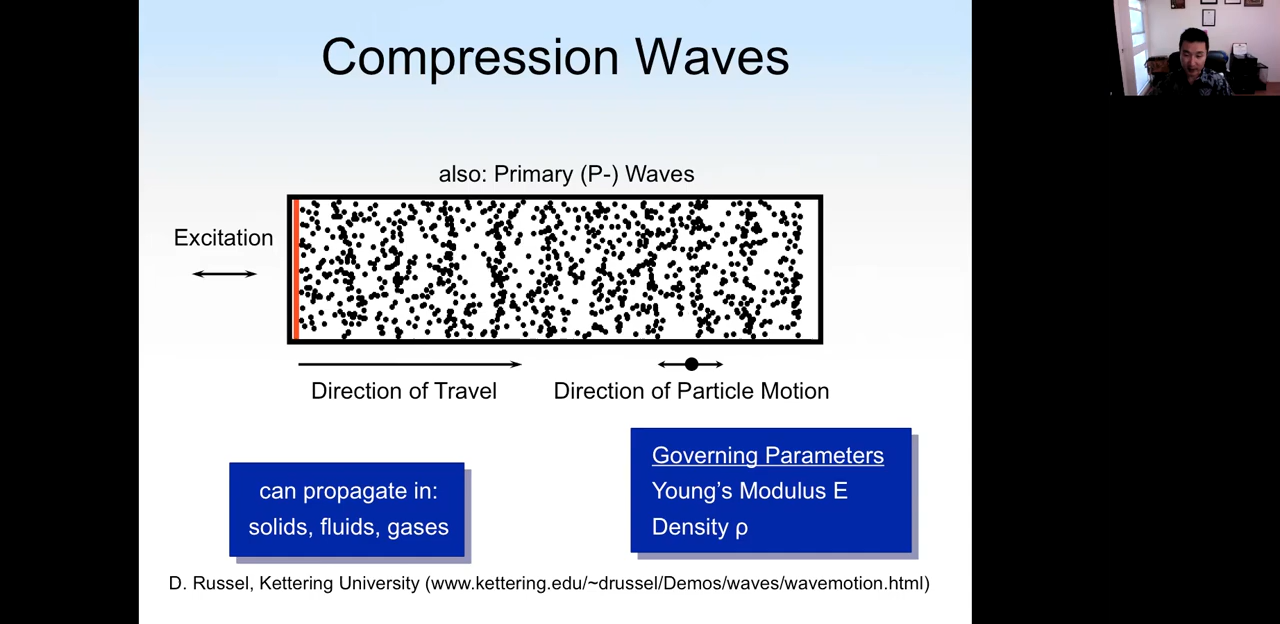 Compression Waves
also: Primary (P-) Waves
Excitation
Direction of Travel
Direction of Particle Motion
can propagate in:
solids, fluids, gases
Governing Parameters
Young’s Modulus E
Density ρ
D. Russel, Kettering University (www.kettering.edu/~drussel/Demos/waves/wavemotion.html)